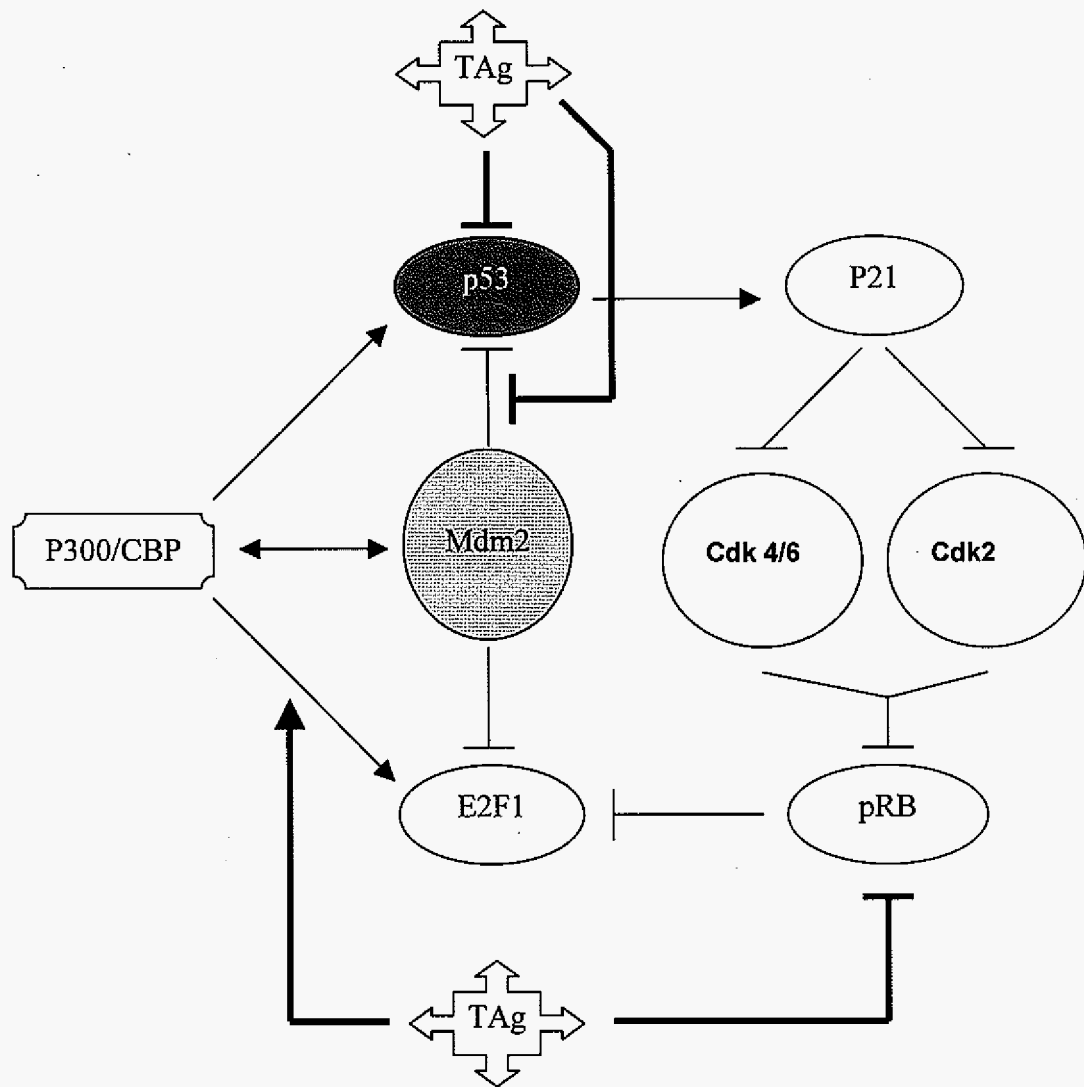 TAg
p53
P21
P300/CBP
Mdm2
Cdk 4/6
Cdk2
E2F1
pRB
TAg